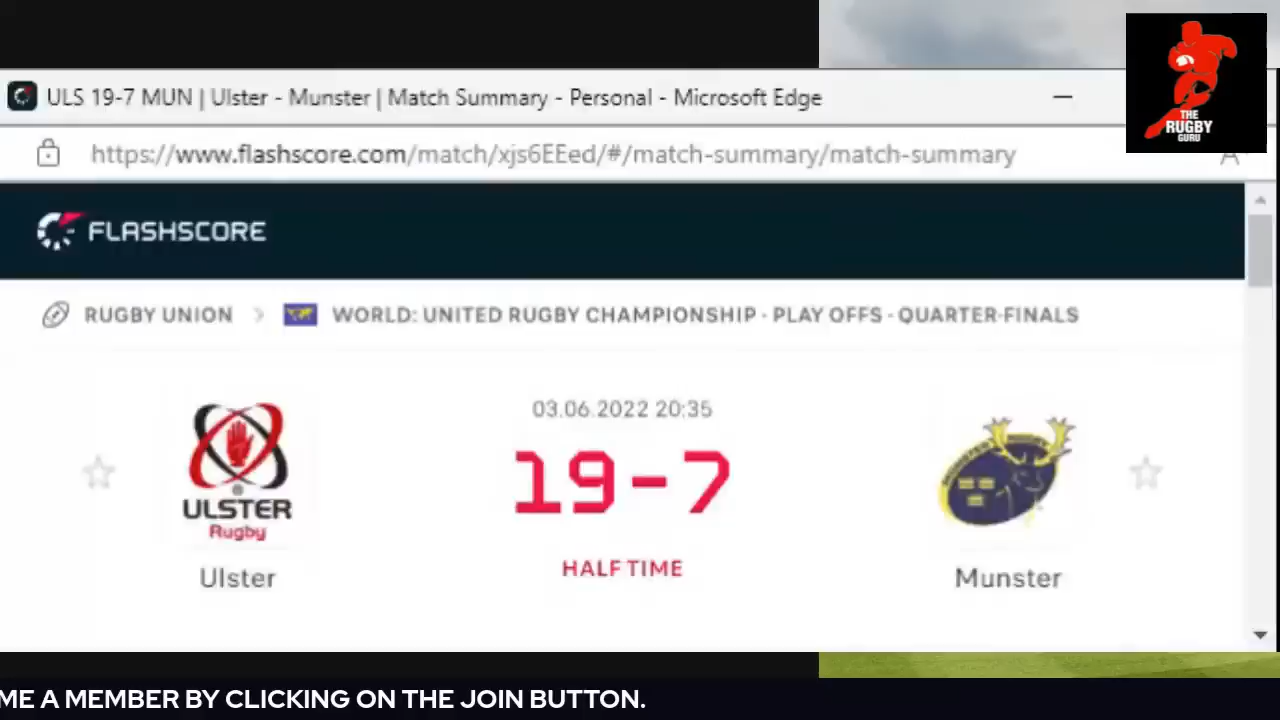 ULS 19-7 MUN | Ulster - Munster | Match Summary - Personal - Microsoft Edge
THE
RUGBY
GURU
https://www.flashscore.com/match/xjs6EEed/#/match-summary/match-summary
FLASHSCORE
RUGBY UNION > WORLD: UNITED RUGBY CHAMPIONSHIP - PLAY OFFS - QUARTER-FINALS
03.06.2022 20:35
19-7
HALF TIME
ULSTER
Rugby
Ulster
Munster
ME A MEMBER BY CLICKING ON THE JOIN BUTTON.